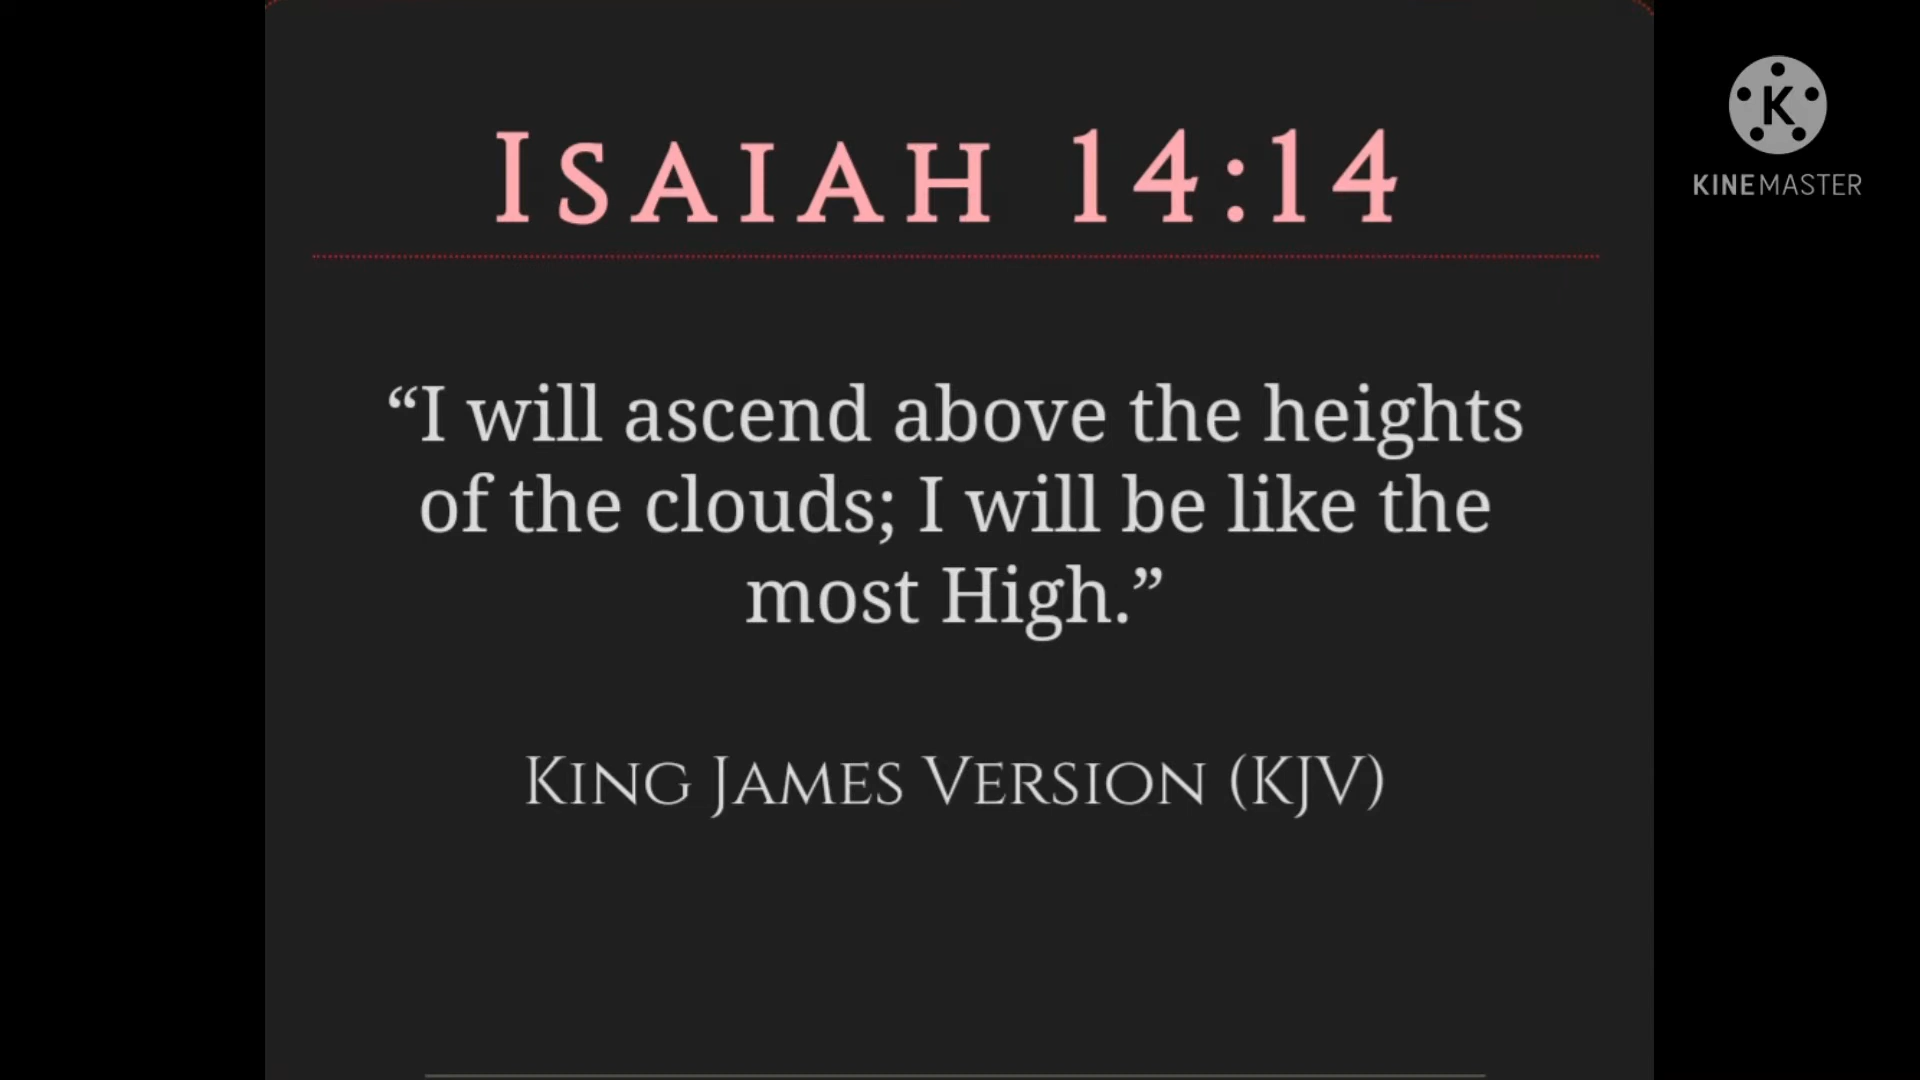 Isaiah 14:14
“I will ascend above the heights
of the clouds; I will be like the
most High.”
King James Version (KJV)
K
KINEMASTER